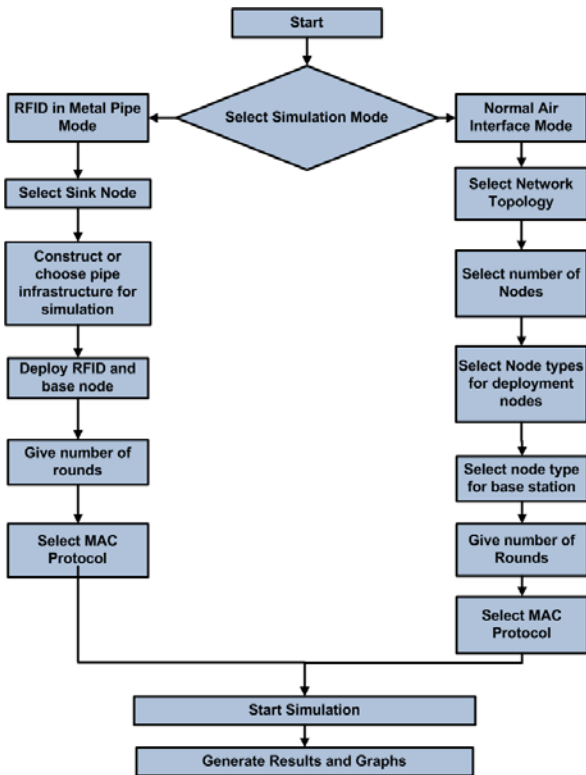 Start
Select Simulation Mode
RFID in Metal Pipe
Mode
Select Sink Node
Construct or
choose pipe
infrastructure for
simulation
Deploy RFID and
base node
Give number of
rounds
Select MAC
Protocol
Normal Air
Interface Mode
Select Network
Topology
Select number of
Nodes
Select Node types
for deployment
nodes
Select node type
for base station
Give number of
Rounds
Select MAC
Protocol
Start Simulation
Generate Results and Graphs